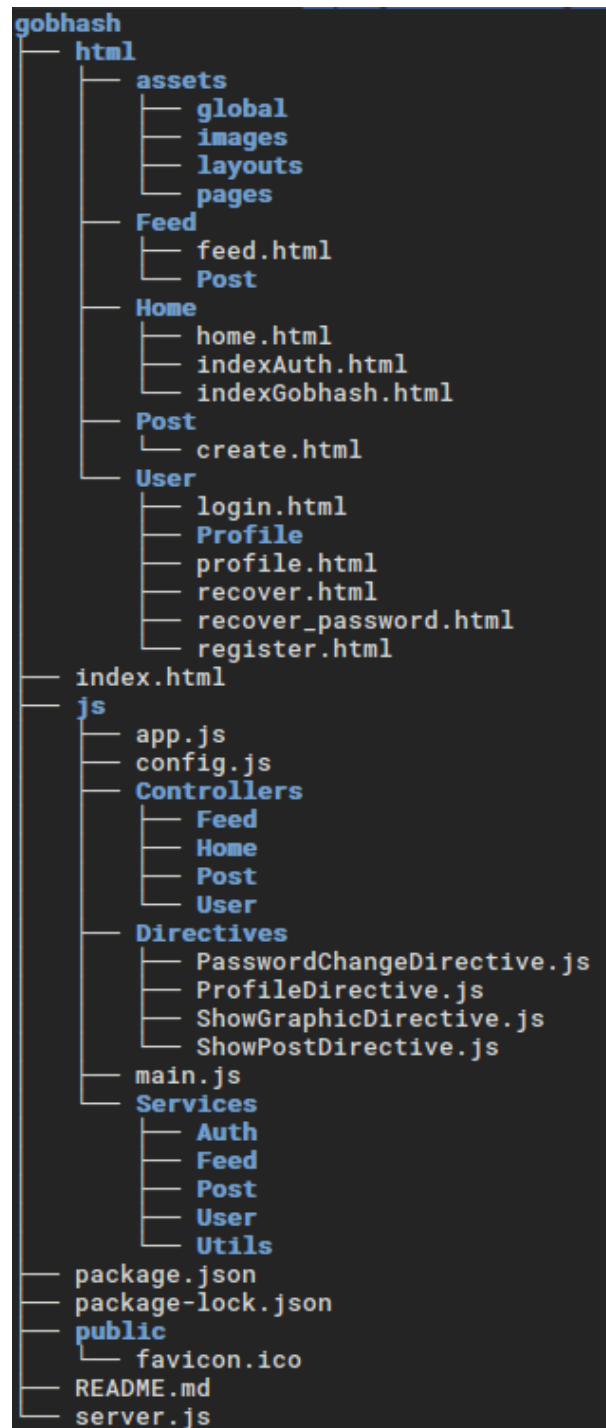 gobhash
├── html
│   ├── assets
│   │   ├── global
│   │   ├── images
│   │   ├── layouts
│   │   └── pages
│   ├── Feed
│   │   ├── feed.html
│   │   └── Post
│   ├── Home
│   │   ├── home.html
│   │   ├── indexAuth.html
│   │   └── indexGobhash.html
│   ├── Post
│   │   └── create.html
│   └── User
│       ├── login.html
│       ├── Profile
│       ├── profile.html
│       ├── recover.html
│       ├── recover_password.html
│       └── register.html
├── index.html
├── js
│   ├── app.js
│   ├── config.js
│   ├── Controllers
│   │   ├── Feed
│   │   ├── Home
│   │   ├── Post
│   │   └── User
│   ├── Directives
│   │   ├── PasswordChangeDirective.js
│   │   ├── ProfileDirective.js
│   │   ├── ShowGraphicDirective.js
│   │   └── ShowPostDirective.js
│   ├── main.js
│   └── Services
│       ├── Auth
│       ├── Feed
│       ├── Post
│       ├── User
│       └── Utils
├── package.json
├── package-lock.json
├── public
│   └── favicon.ico
├── README.md
└── server.js